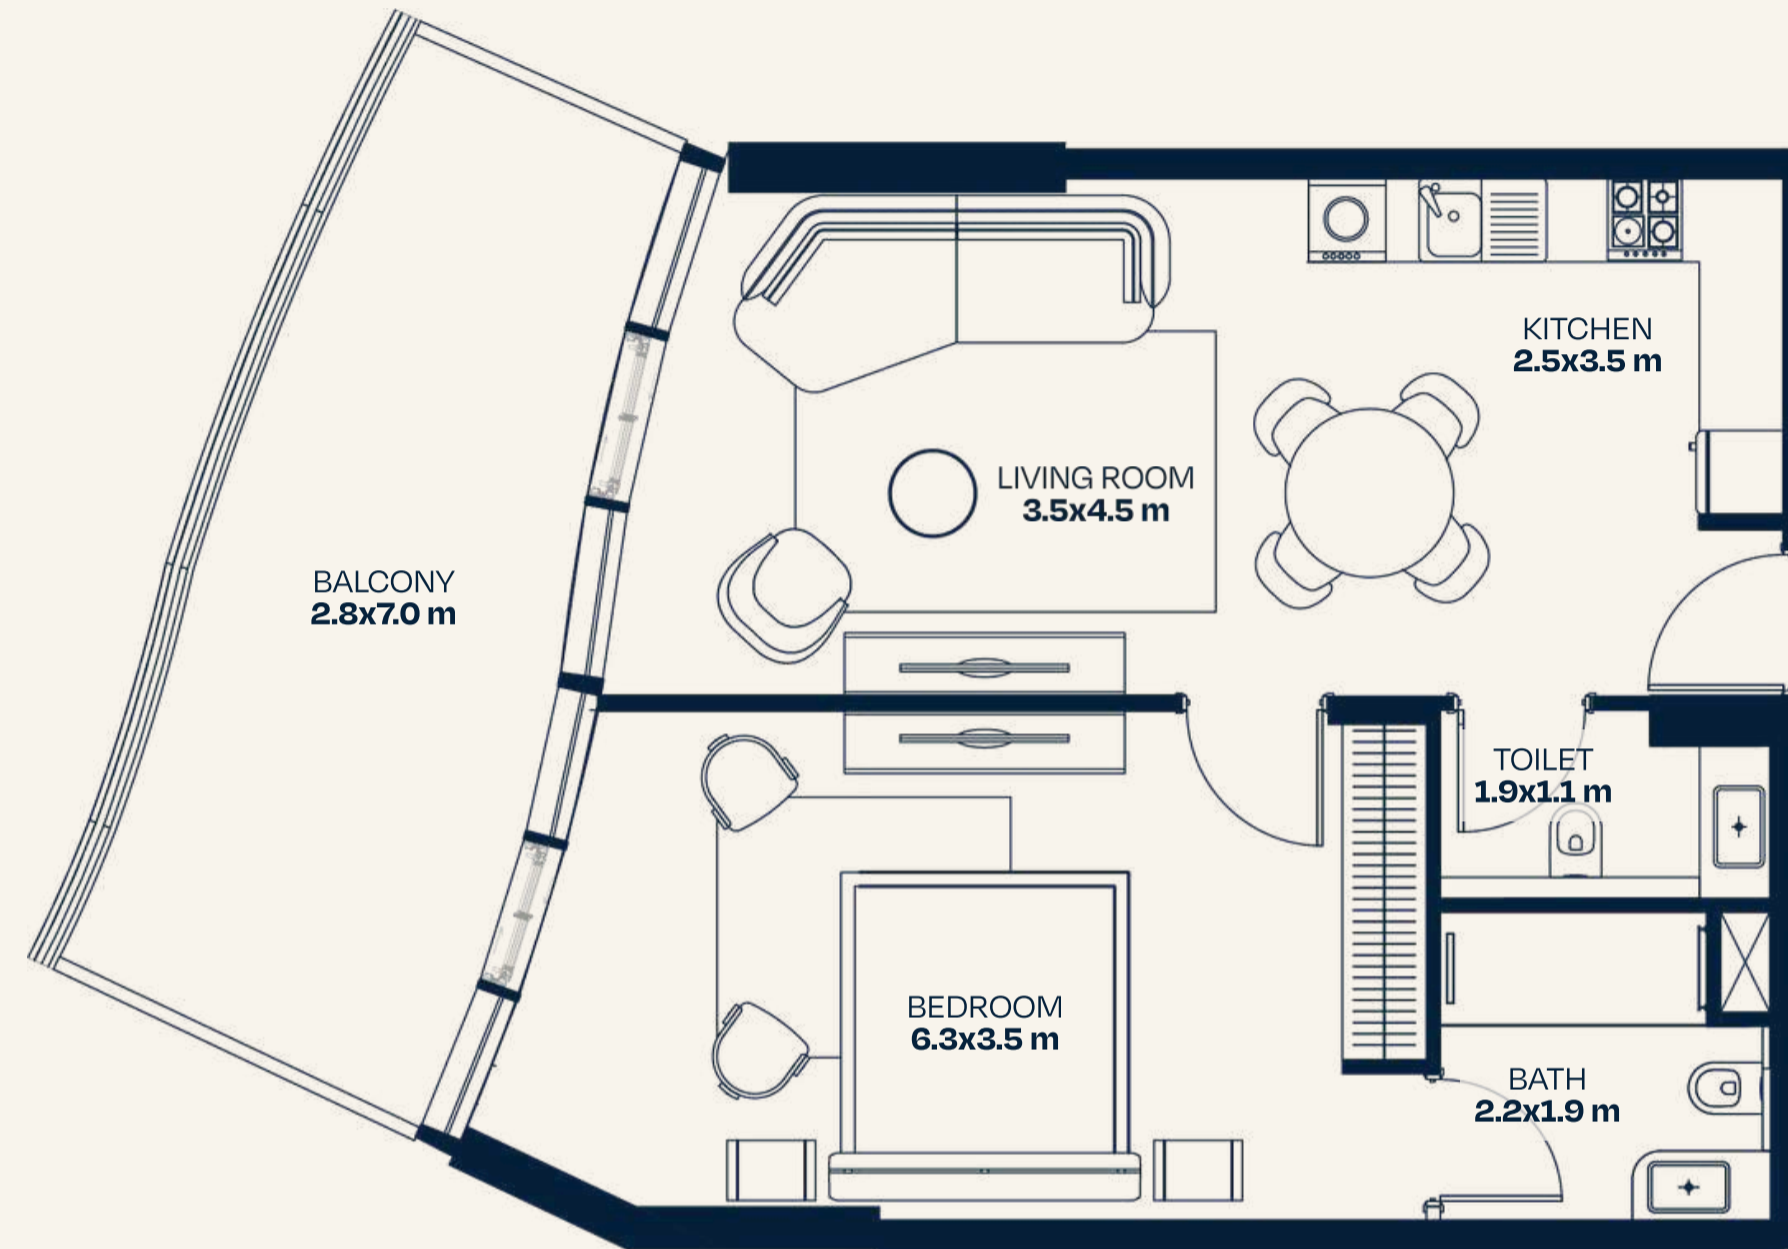 KITCHEN
2.5x3.5 m
LIVING ROOM
3.5x4.5 m
BALCONY
2.8x7.0 m
TOILET
1.9x1.1 m
BEDROOM
6.3x3.5 m
BATH
2.2x1.9 m